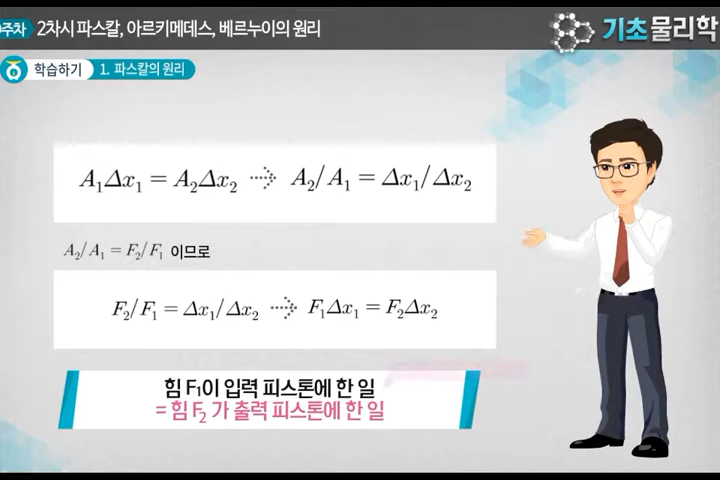 주차 2차시 파스칼, 아르키메데스, 베르누이의 원리
기초물리학
학습하기 1. 파스칼의 원리
A₁Δx₁ = A₂Δx₂ ⇢ A₂/A₁ = Δx₁/Δx₂
A₂/A₁ = F₂/F₁ 이므로
F₂/F₁ = Δx₁/Δx₂ ⇢ F₁Δx₁ = F₂Δx₂
힘 F₁이 입력 피스톤에 한 일
= 힘 F₂ 가 출력 피스톤에 한 일